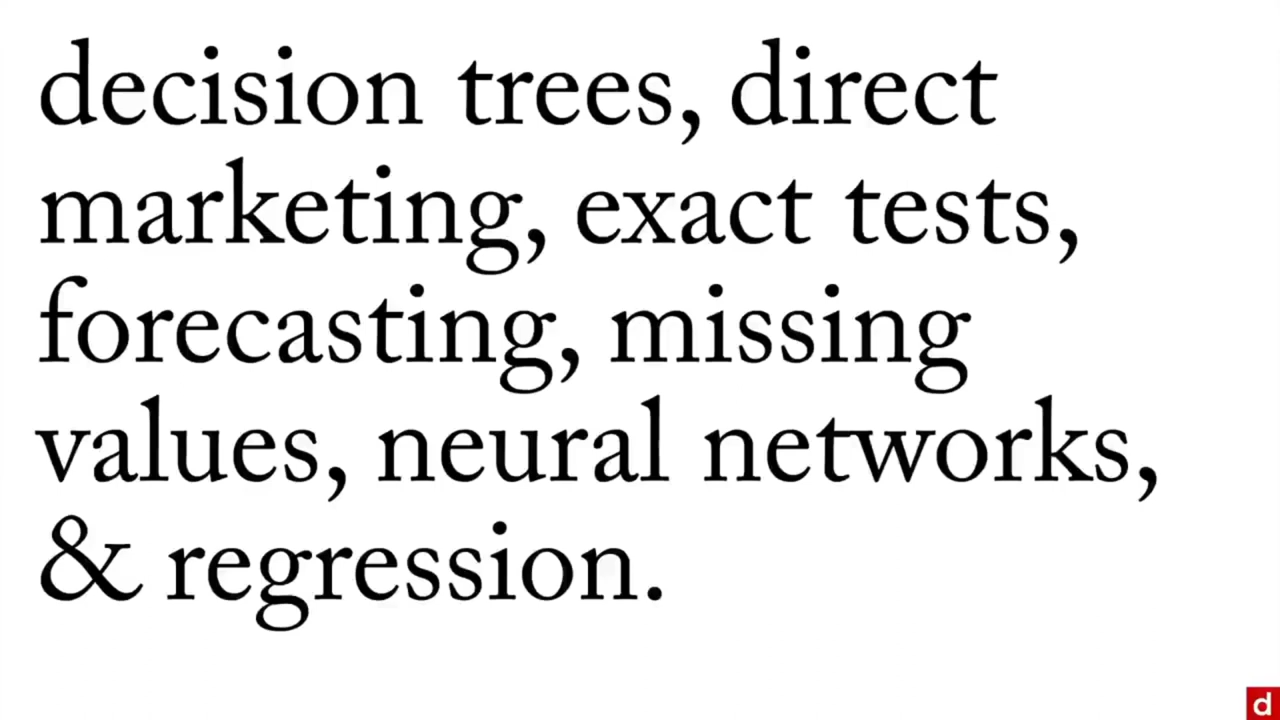 decision trees, direct
marketing, exact tests,
forecasting, missing
values, neural networks,
& regression.
d